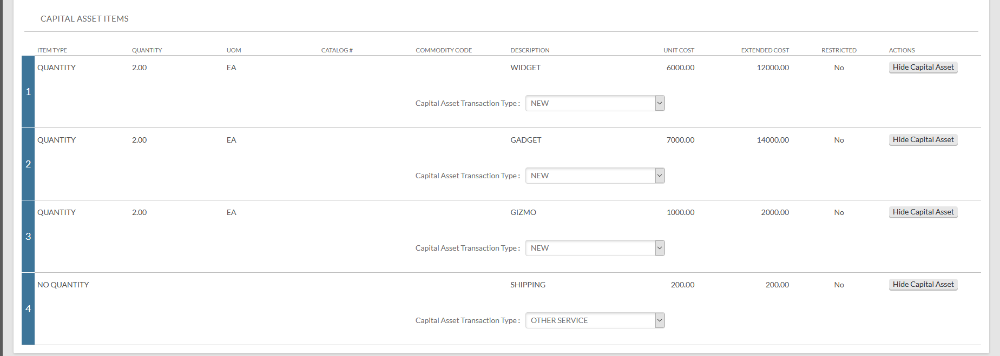 CAPITAL ASSET ITEMS
ITEM TYPE QUANTITY UOM CATALOG # COMMODITY CODE DESCRIPTION UNIT COST EXTENDED COST RESTRICTED ACTIONS
QUANTITY 2.00 EA WIDGET 6000.00 12000.00 No Hide Capital Asset
1
Capital Asset Transaction Type : NEW
QUANTITY 2.00 EA GADGET 7000.00 14000.00 No Hide Capital Asset
2
Capital Asset Transaction Type : NEW
QUANTITY 2.00 EA GIZMO 1000.00 2000.00 No Hide Capital Asset
3
Capital Asset Transaction Type : NEW
NO QUANTITY SHIPPING 200.00 200.00 No Hide Capital Asset
4
Capital Asset Transaction Type : OTHER SERVICE